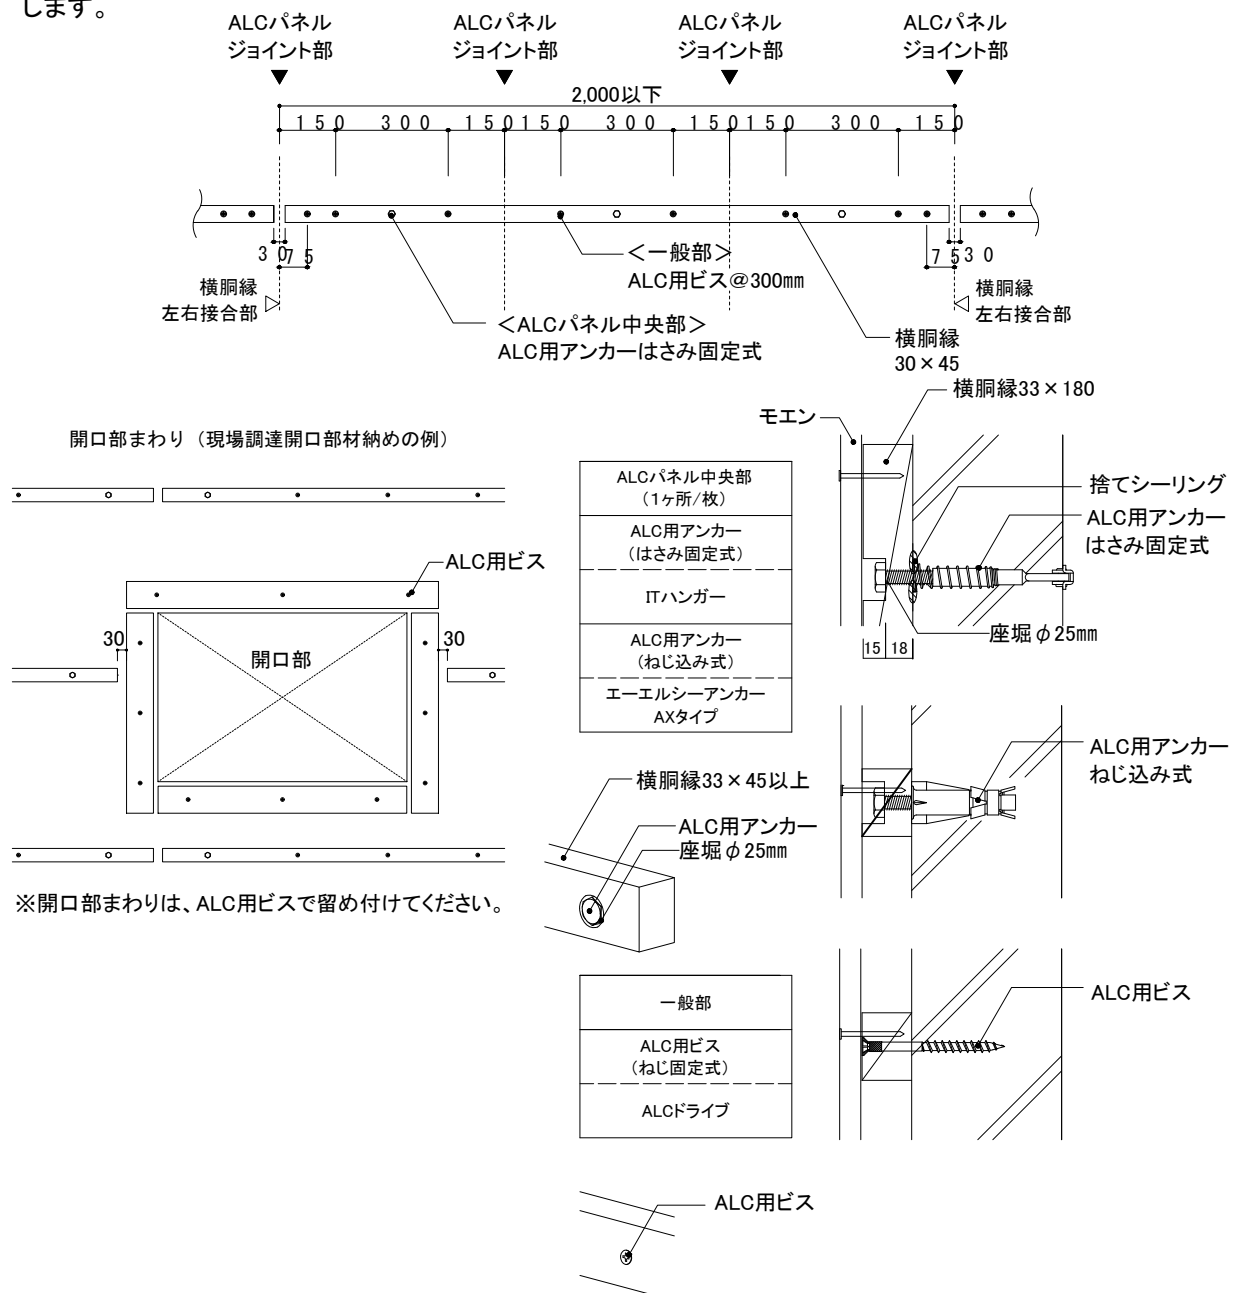 します。
ALCパネル
ジョイント部
ALCパネル
ジョイント部
ALCパネル
ジョイント部
ALCパネル
ジョイント部
2,000以下
150 300 150 150 300 150 150 300 150
30 75
75 30
<一般部>
ALC用ビス@300㎜
横胴縁
左右接合部
横胴縁
左右接合部
<ALCパネル中央部>
ALC用アンカーはさみ固定式
横胴縁
30×45
開口部まわり（現場調達開口部材納めの例）
ALC用ビス
30
30
開口部
※開口部まわりは、ALC用ビスで留め付けてください。
ALCパネル中央部
（1ヶ所/枚）
ALC用アンカー
（はさみ固定式）
ITハンガー
ALC用アンカー
（ねじ込み式）
エーエルシーアンカー
AXタイプ
横胴縁33×180
モエン
捨てシーリング
ALC用アンカー
はさみ固定式
座堀φ25㎜
15 18
横胴縁33×45以上
ALC用アンカー
座堀φ25㎜
ALC用アンカー
ねじ込み式
一般部
ALC用ビス
（ねじ固定式）
ALCドライブ
ALC用ビス
ALC用ビス